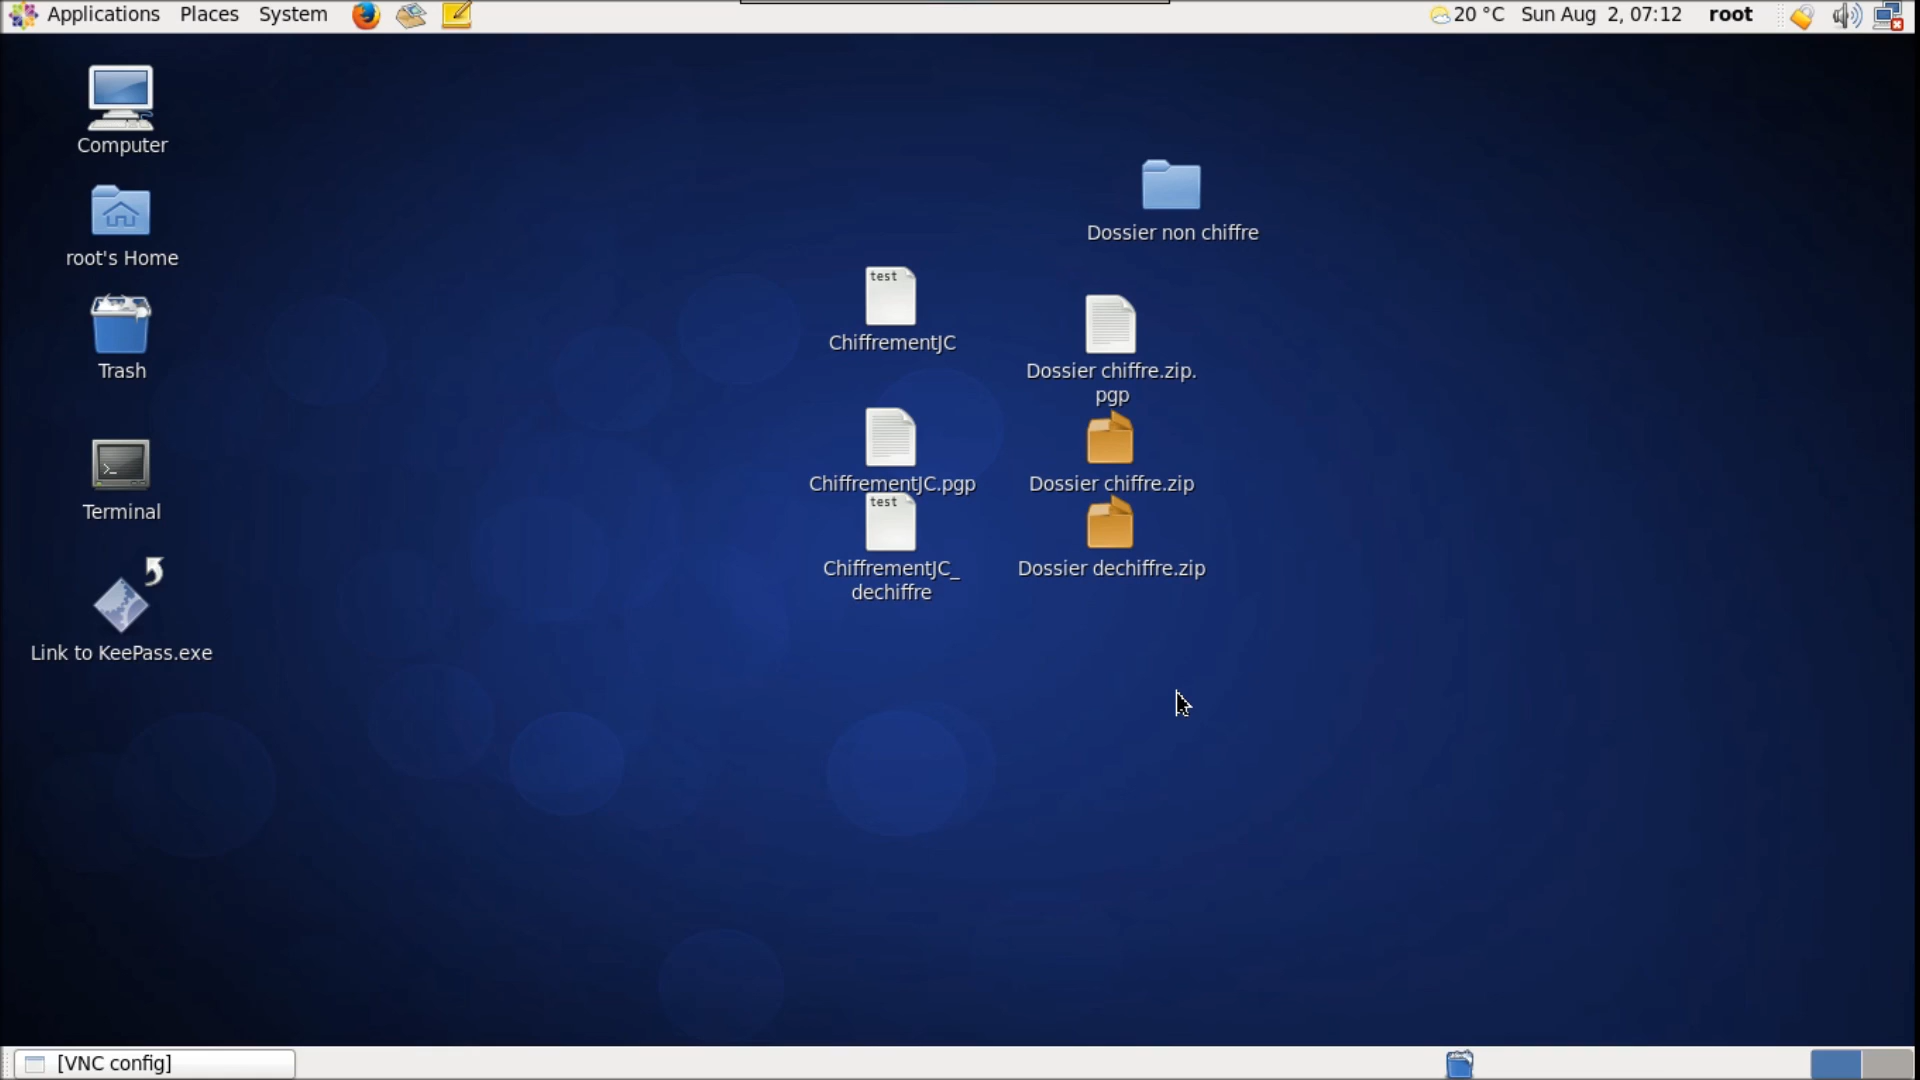 Applications Places System 20 °C Sun Aug 2, 07:12 root
Computer
root's Home
Trash
Terminal
Link to KeePass.exe
Dossier non chiffre
test
ChiffrementJC
Dossier chiffre.zip.
pgp
ChiffrementJC.pgp
Dossier chiffre.zip
test
ChiffrementJC_
dechiffre
Dossier dechiffre.zip
[VNC config]